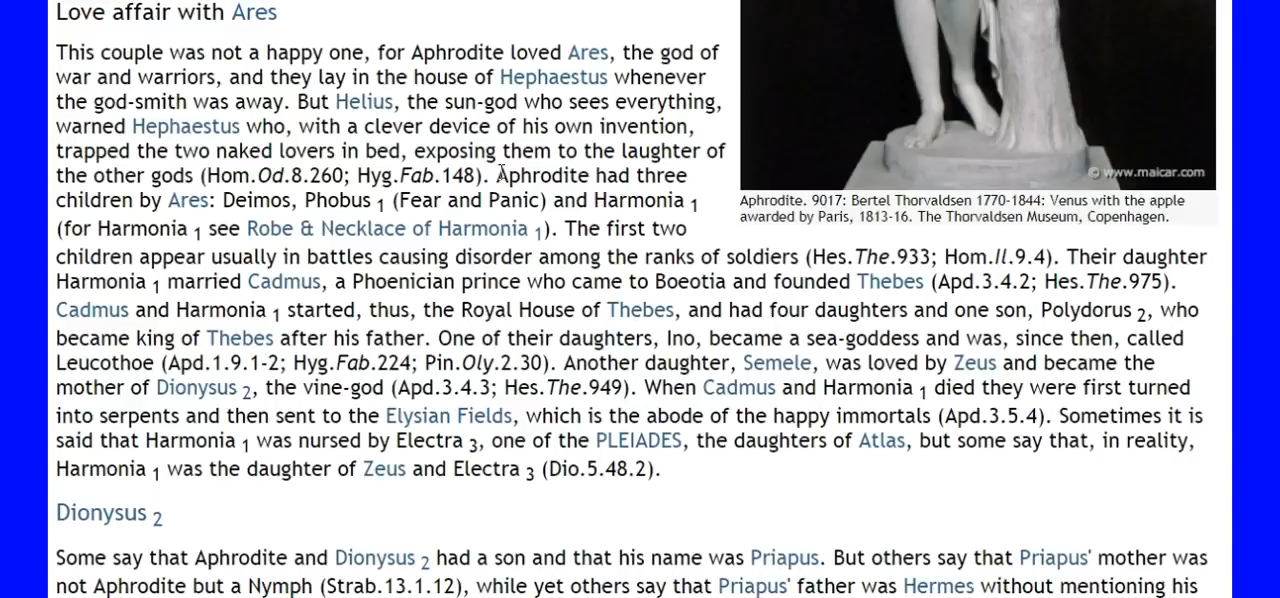 Love affair with Ares
This couple was not a happy one, for Aphrodite loved Ares, the god of
war and warriors, and they lay in the house of Hephaestus whenever
the god-smith was away. But Helius, the sun-god who sees everything,
warned Hephaestus who, with a clever device of his own invention,
trapped the two naked lovers in bed, exposing them to the laughter of
the other gods (Hom.Od.8.260; Hyg.Fab.148). Aphrodite had three
children by Ares: Deimos, Phobus 1 (Fear and Panic) and Harmonia 1
(for Harmonia 1 see Robe & Necklace of Harmonia 1). The first two
© www.maicar.com
Aphrodite. 9017: Bertel Thorvaldsen 1770-1844: Venus with the apple
awarded by Paris, 1813-16. The Thorvaldsen Museum, Copenhagen.
children appear usually in battles causing disorder among the ranks of soldiers (Hes.The.933; Hom.Il.9.4). Their daughter
Harmonia 1 married Cadmus, a Phoenician prince who came to Boeotia and founded Thebes (Apd.3.4.2; Hes.The.975).
Cadmus and Harmonia 1 started, thus, the Royal House of Thebes, and had four daughters and one son, Polydorus 2, who
became king of Thebes after his father. One of their daughters, Ino, became a sea-goddess and was, since then, called
Leucothoe (Apd.1.9.1-2; Hyg.Fab.224; Pin.Oly.2.30). Another daughter, Semele, was loved by Zeus and became the
mother of Dionysus 2, the vine-god (Apd.3.4.3; Hes.The.949). When Cadmus and Harmonia 1 died they were first turned
into serpents and then sent to the Elysian Fields, which is the abode of the happy immortals (Apd.3.5.4). Sometimes it is
said that Harmonia 1 was nursed by Electra 3, one of the PLEIADES, the daughters of Atlas, but some say that, in reality,
Harmonia 1 was the daughter of Zeus and Electra 3 (Dio.5.48.2).
Dionysus 2
Some say that Aphrodite and Dionysus 2 had a son and that his name was Priapus. But others say that Priapus' mother was
not Aphrodite but a Nymph (Strab.13.1.12), while yet others say that Priapus' father was Hermes without mentioning his